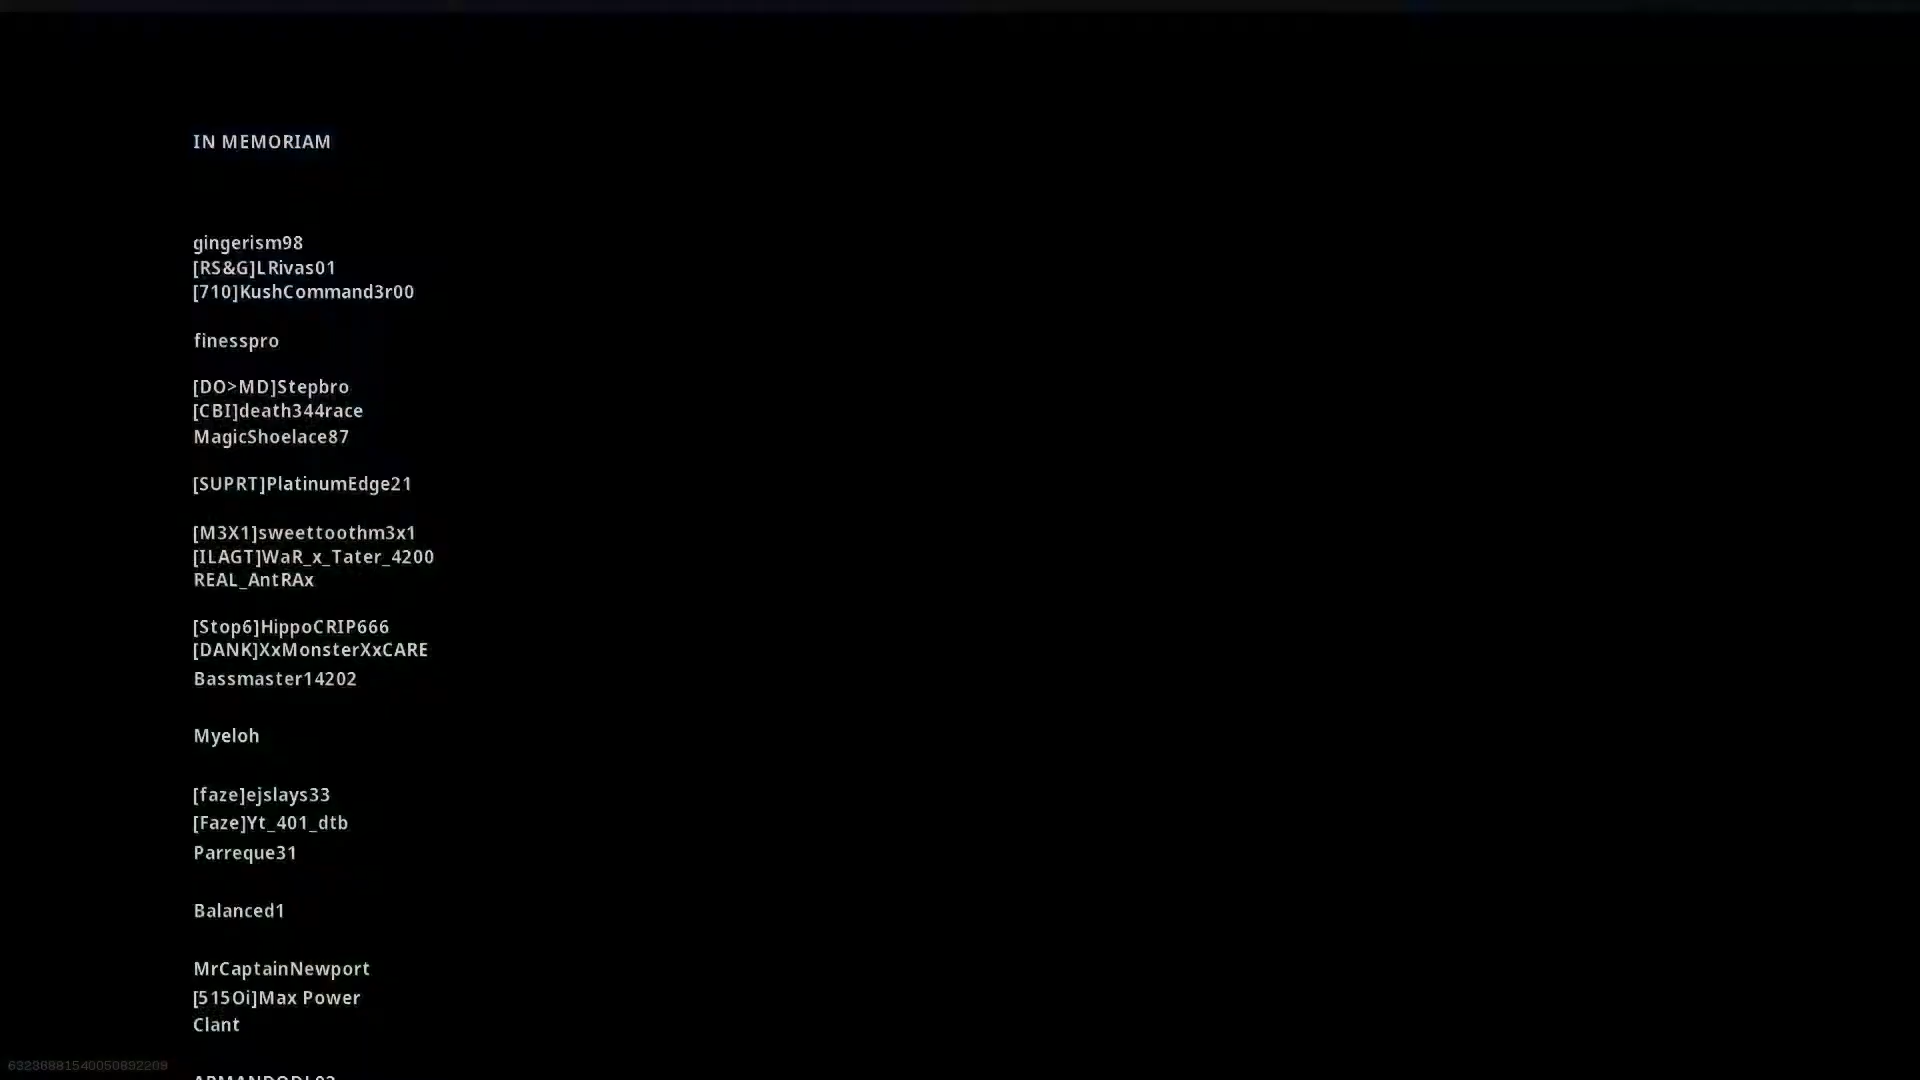 IN MEMORIAM
gingerism98
[RS&G]LRivas01
[710]KushCommand3r00
finesspro
[DO>MD]Stepbro
[CBI]death344race
MagicShoelace87
[SUPRT]PlatinumEdge21
[M3X1]sweettoothm3x1
[ILAGT]WaR_x_Tater_4200
REAL_AntRAx
[Stop6]HippoCRIP666
[DANK]XxMonsterXxCARE
Bassmaster14202
Myeloh
[faze]ejslays33
[Faze]Yt_401_dtb
Parreque31
Balanced1
MrCaptainNewport
[515Oi]Max Power
Clant